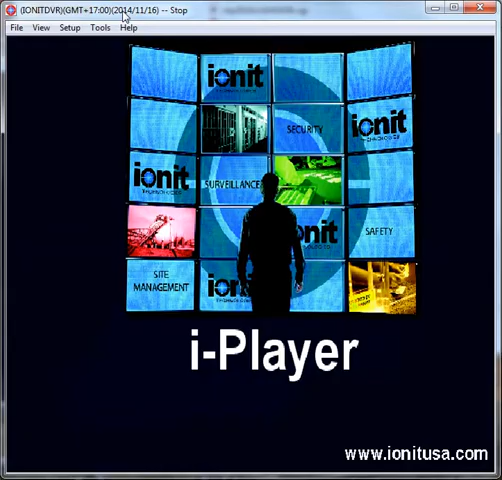 (IONITDVR)(GMT+17:00)(2014/11/16) -- Stop
File View Setup Tools Help
ionit
SECURITY
ionit
ionit
SURVEILLANCE
ionit
SAFETY
SITE
MANAGEMENT
ionit
i-Player
www.ionitusa.com